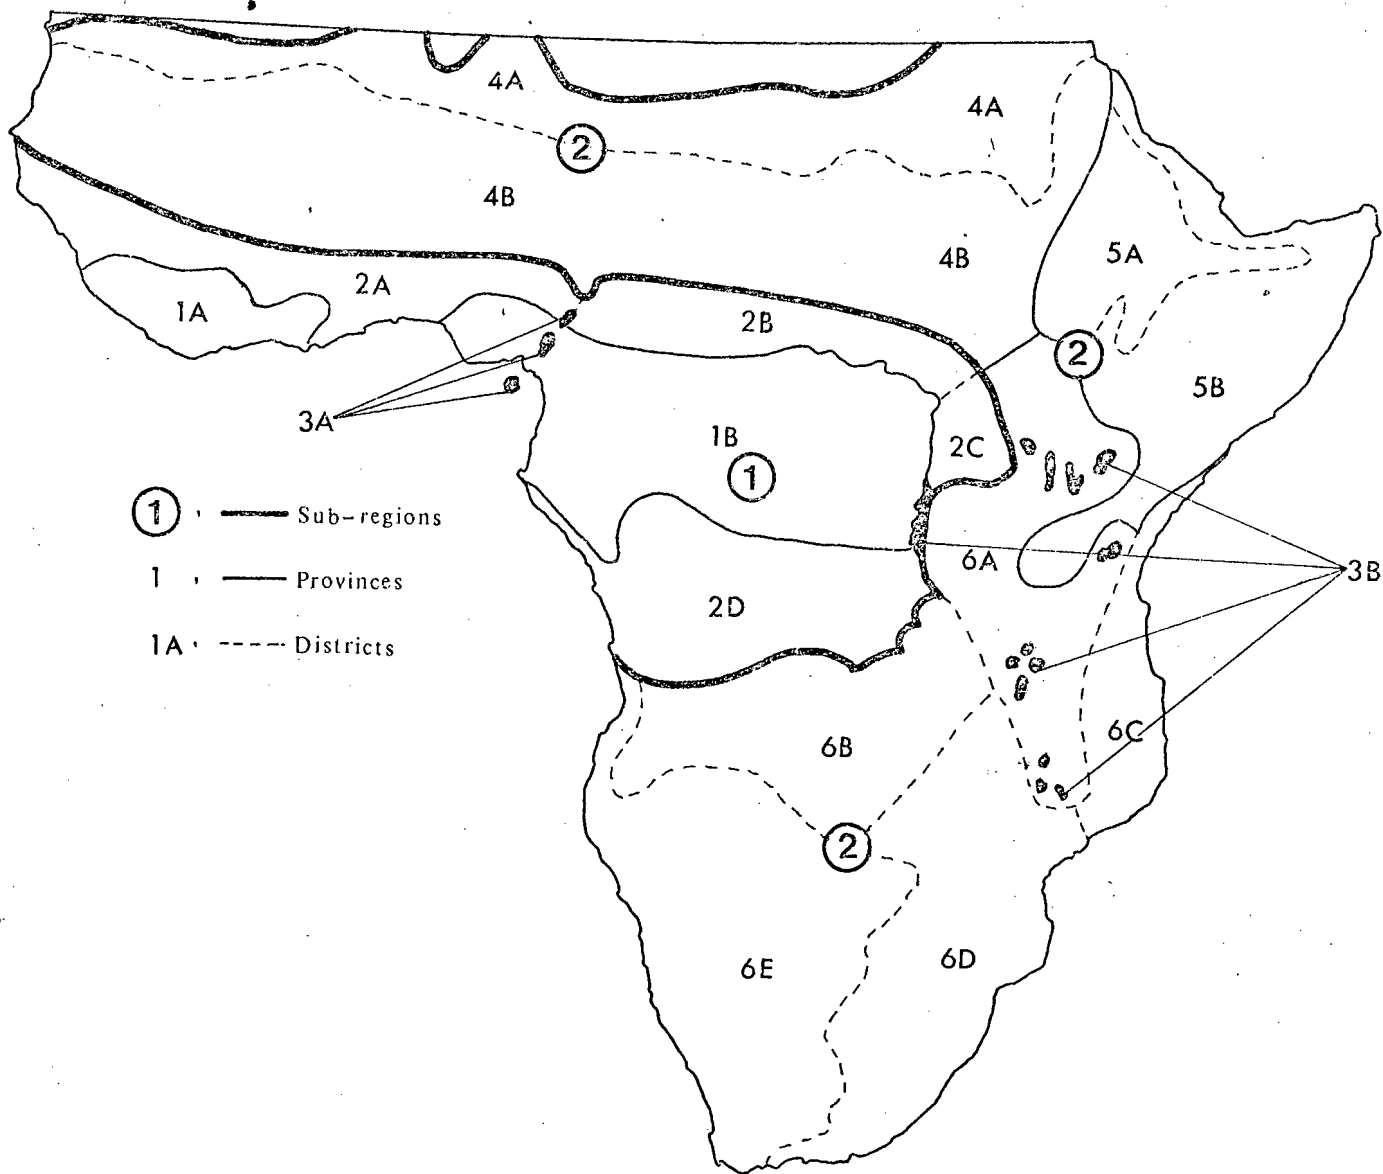 4A
4A
2
4B
4B
5A
2A
1A
2B
2
5B
3A
1B
2C
1
1 , Sub-regions
6A
3B
1 , Provinces
2D
1A , Districts
6C
6B
2
6D
6E